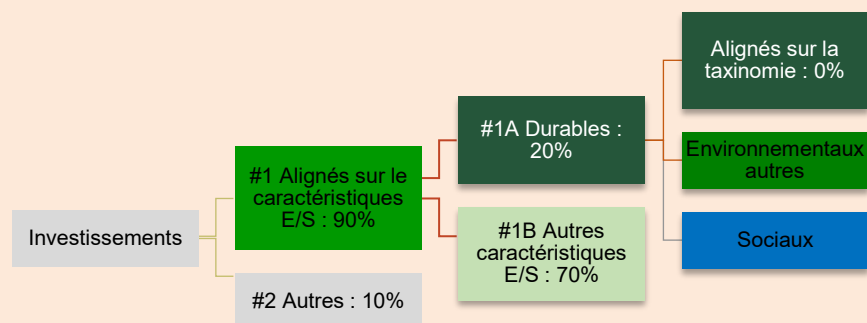 Investissements
#1 Alignés sur le
caractéristiques
E/S : 90%
#2 Autres : 10%
#1A Durables :
20%
#1B Autres
caractéristiques
E/S : 70%
Alignés sur la
taxinomie : 0%
Environnementaux
autres
Sociaux